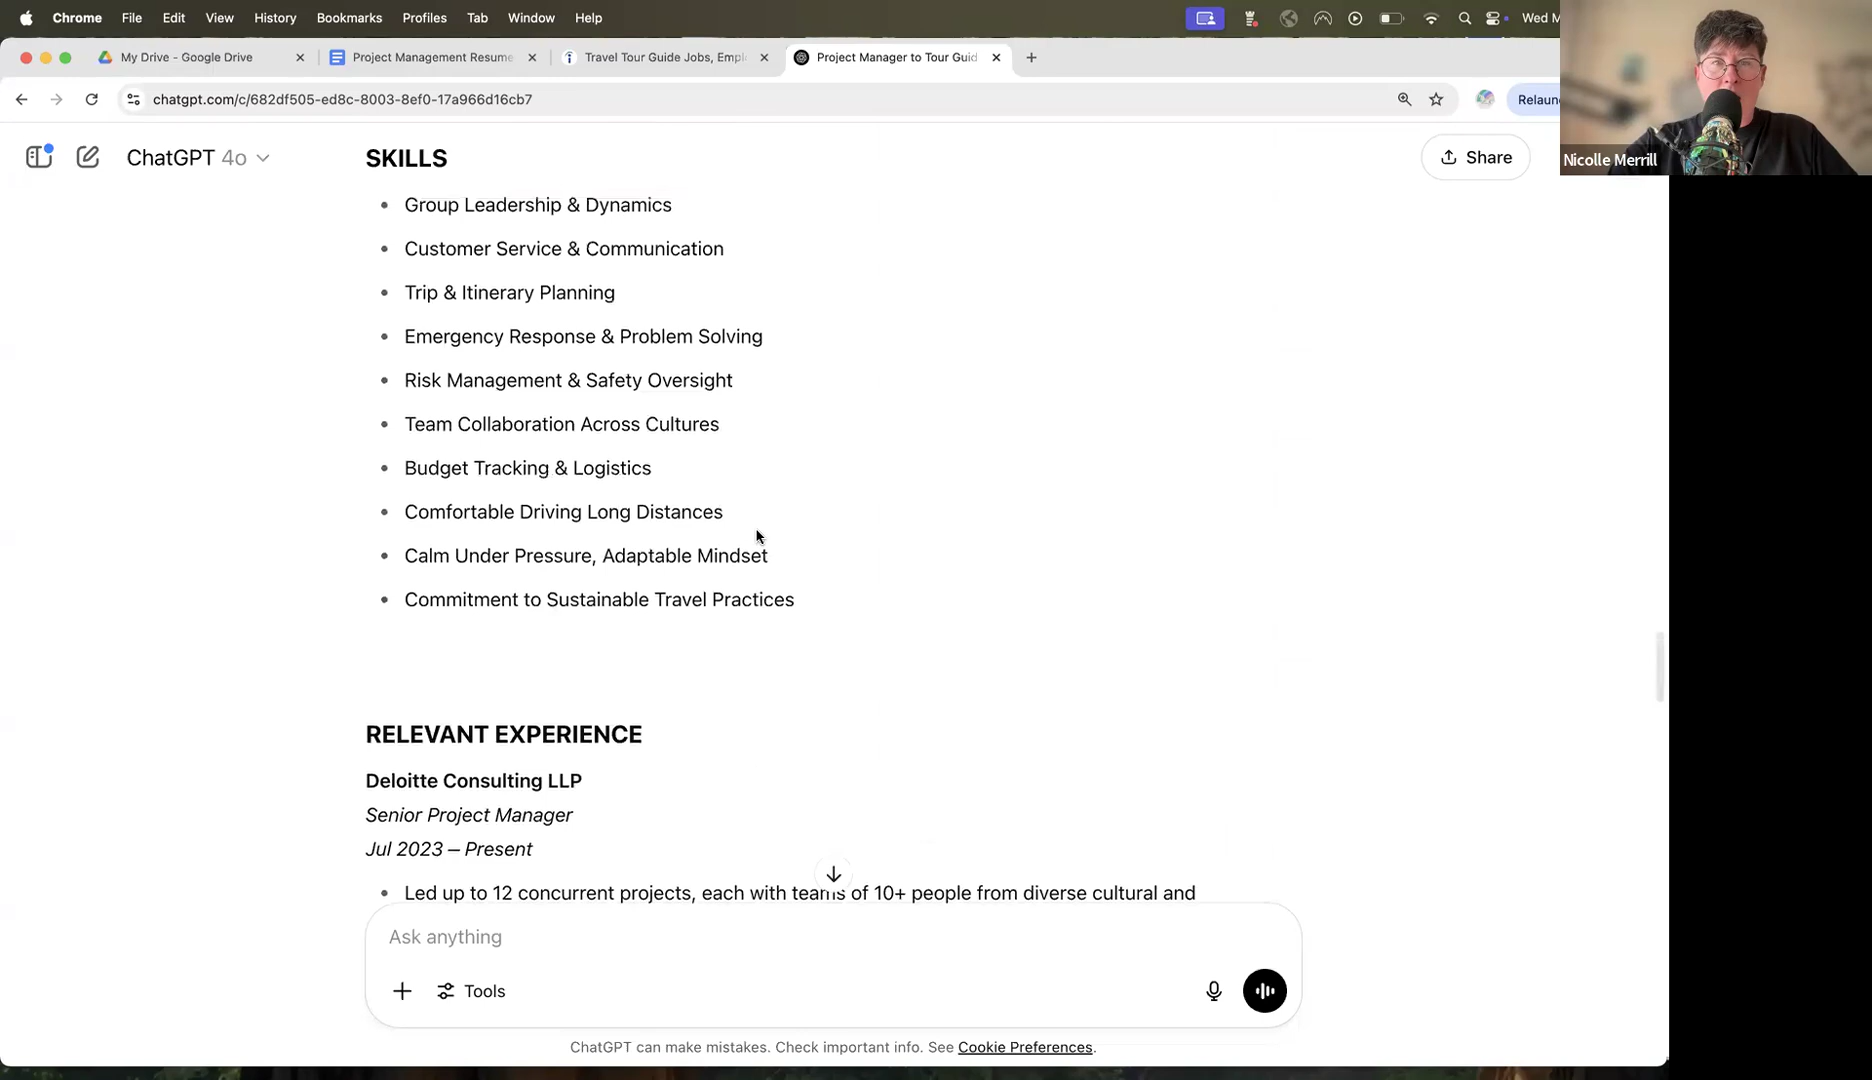 Chrome File Edit View History Bookmarks Profiles Tab Window Help Wed M
My Drive - Google Drive Project Management Resume Travel Tour Guide Jobs, Empl Project Manager to Tour Guid
chatgpt.com/c/682df505-ed8c-8003-8ef0-17a966d16cb7 Relaun
Nicolle Merrill
ChatGPT 4o
Share
SKILLS
• Group Leadership & Dynamics
• Customer Service & Communication
• Trip & Itinerary Planning
• Emergency Response & Problem Solving
• Risk Management & Safety Oversight
• Team Collaboration Across Cultures
• Budget Tracking & Logistics
• Comfortable Driving Long Distances
• Calm Under Pressure, Adaptable Mindset
• Commitment to Sustainable Travel Practices
RELEVANT EXPERIENCE
Deloitte Consulting LLP
Senior Project Manager
Jul 2023 – Present
• Led up to 12 concurrent projects, each with teams of 10+ people from diverse cultural and
Ask anything
Tools
ChatGPT can make mistakes. Check important info. See Cookie Preferences.